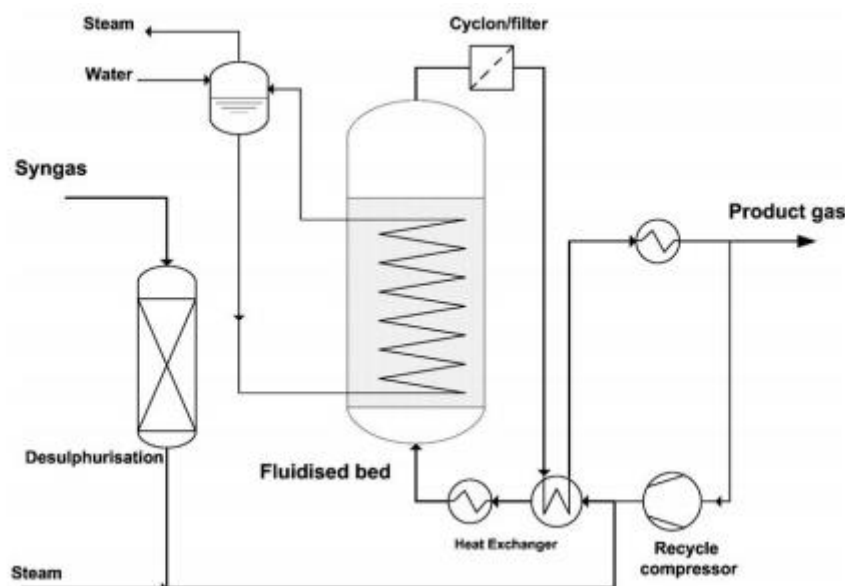 Steam
Cyclon/filter
Water
Syngas
Product gas
Desulphurisation
Fluidised bed
Heat Exchanger
Recycle
compressor
Steam